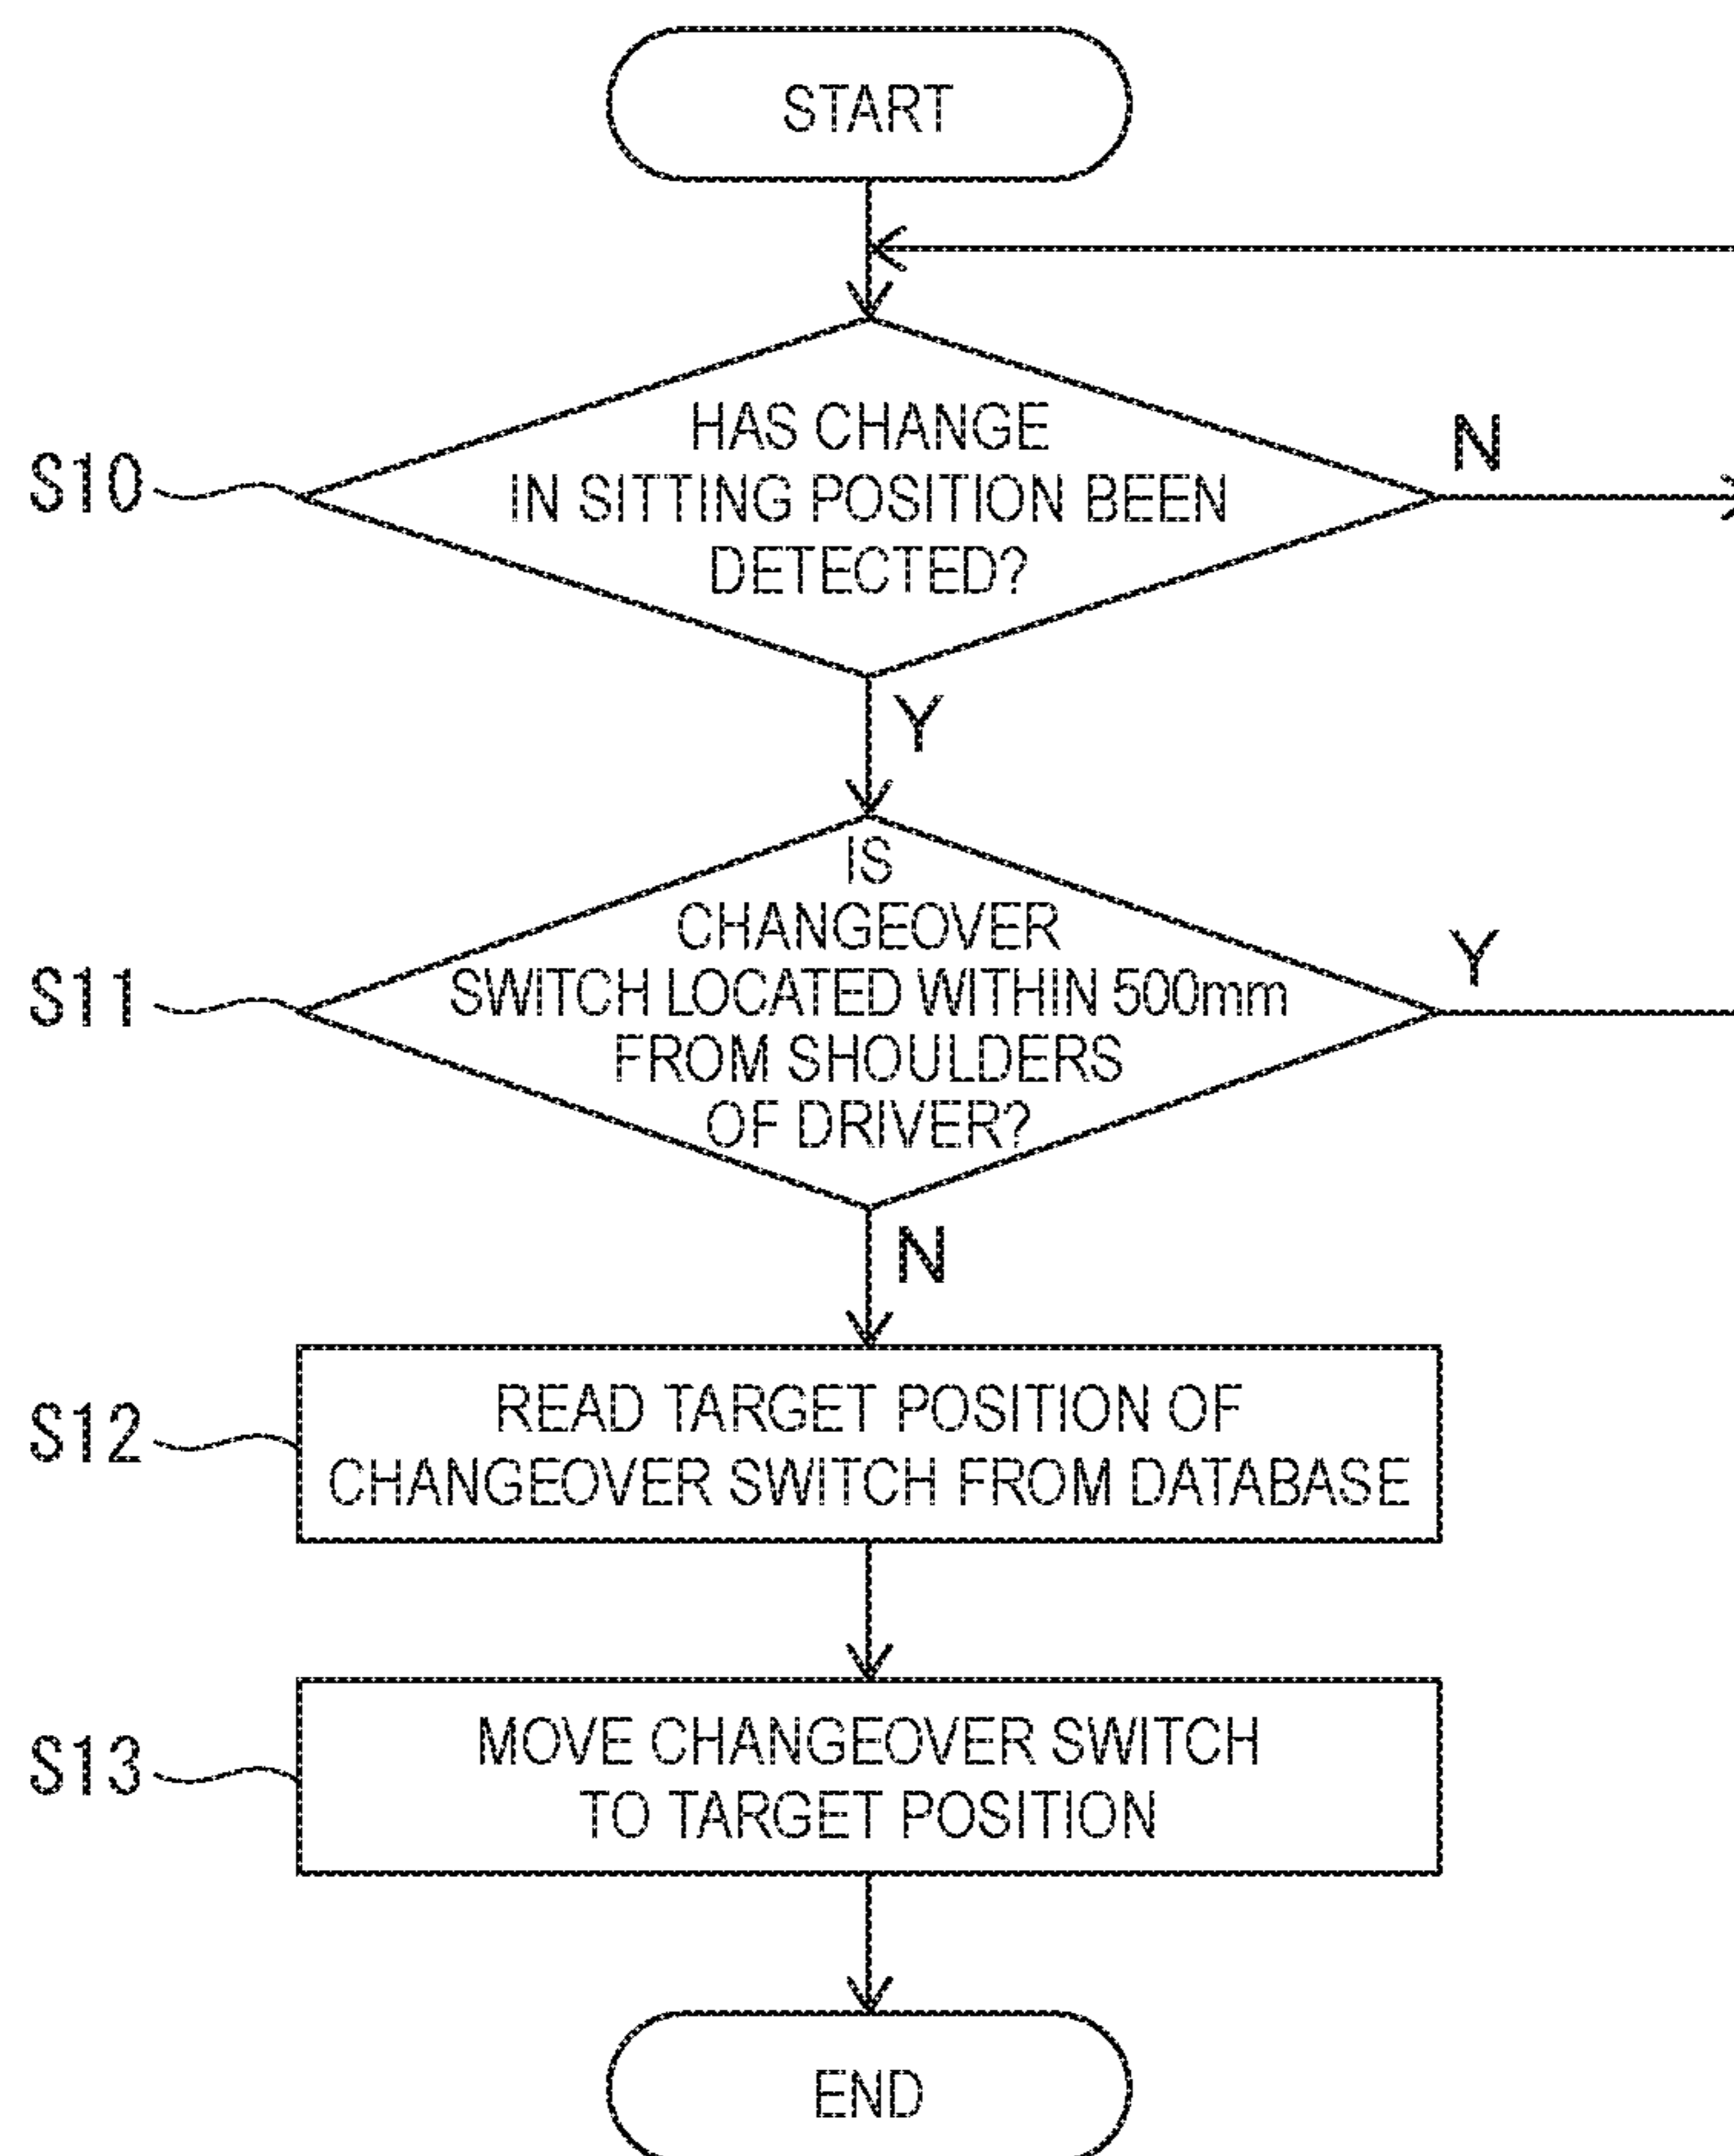 START
HAS CHANGE
IN SITTING POSITION BEEN
DETECTED?
N
S10
Y
IS
CHANGEOVER
SWITCH LOCATED WITHIN 500mm
FROM SHOULDERS
OF DRIVER?
Y
S11
N
READ TARGET POSITION OF
CHANGEOVER SWITCH FROM DATABASE
S12
MOVE CHANGEOVER SWITCH
TO TARGET POSITION
S13
END